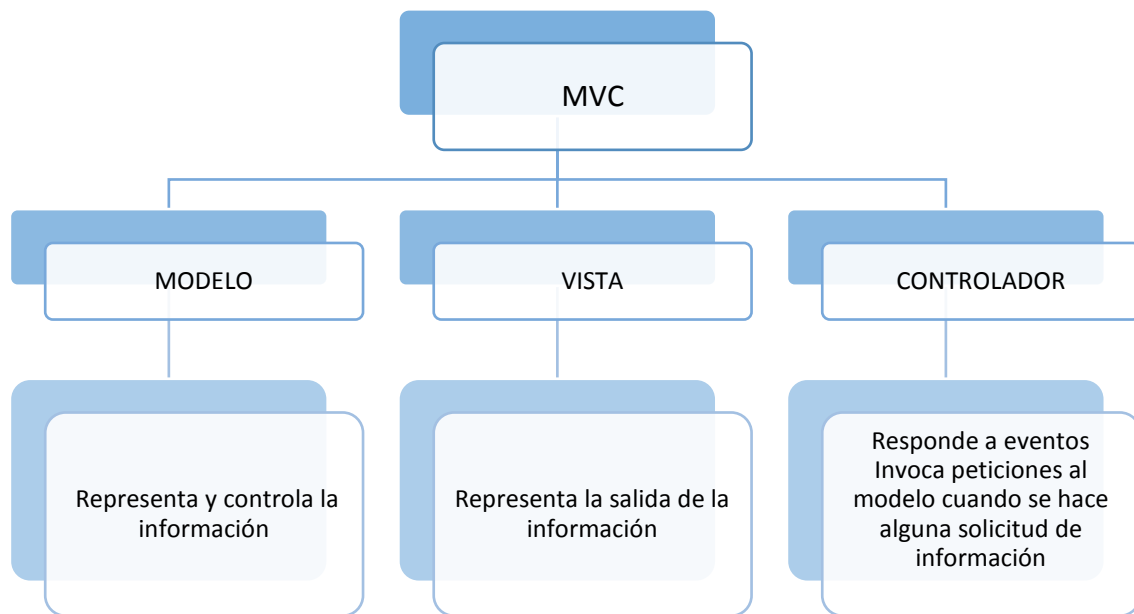 MVC
MODELO
VISTA
CONTROLADOR
Representa y controla la
información
Representa la salida de la
información
Responde a eventos
Invoca peticiones al
modelo cuando se hace
alguna solicitud de
información